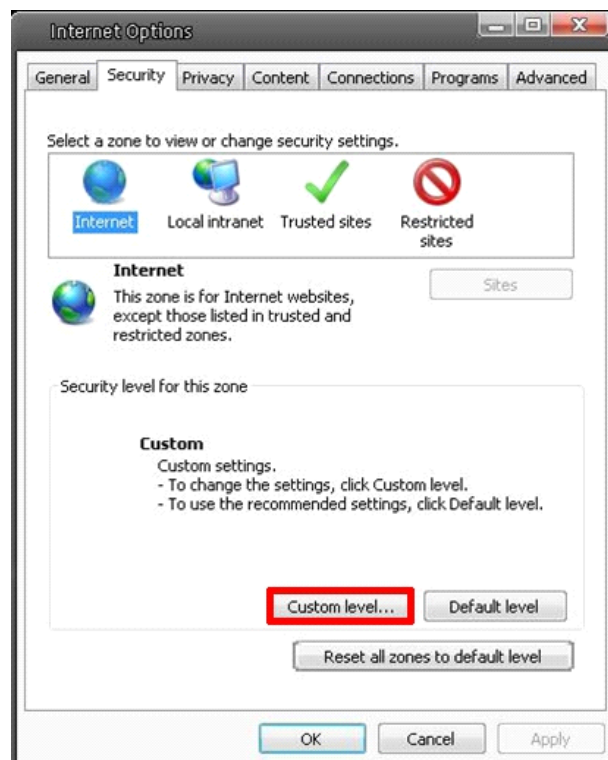 Internet Options
General Security Privacy Content Connections Programs Advanced
Select a zone to view or change security settings.
Internet Local intranet Trusted sites Restricted sites
Internet
This zone is for Internet websites,
except those listed in trusted and
restricted zones.
Sites
Security level for this zone
Custom
Custom settings.
- To change the settings, click Custom level.
- To use the recommended settings, click Default level.
Custom level... Default level
Reset all zones to default level
OK Cancel Apply